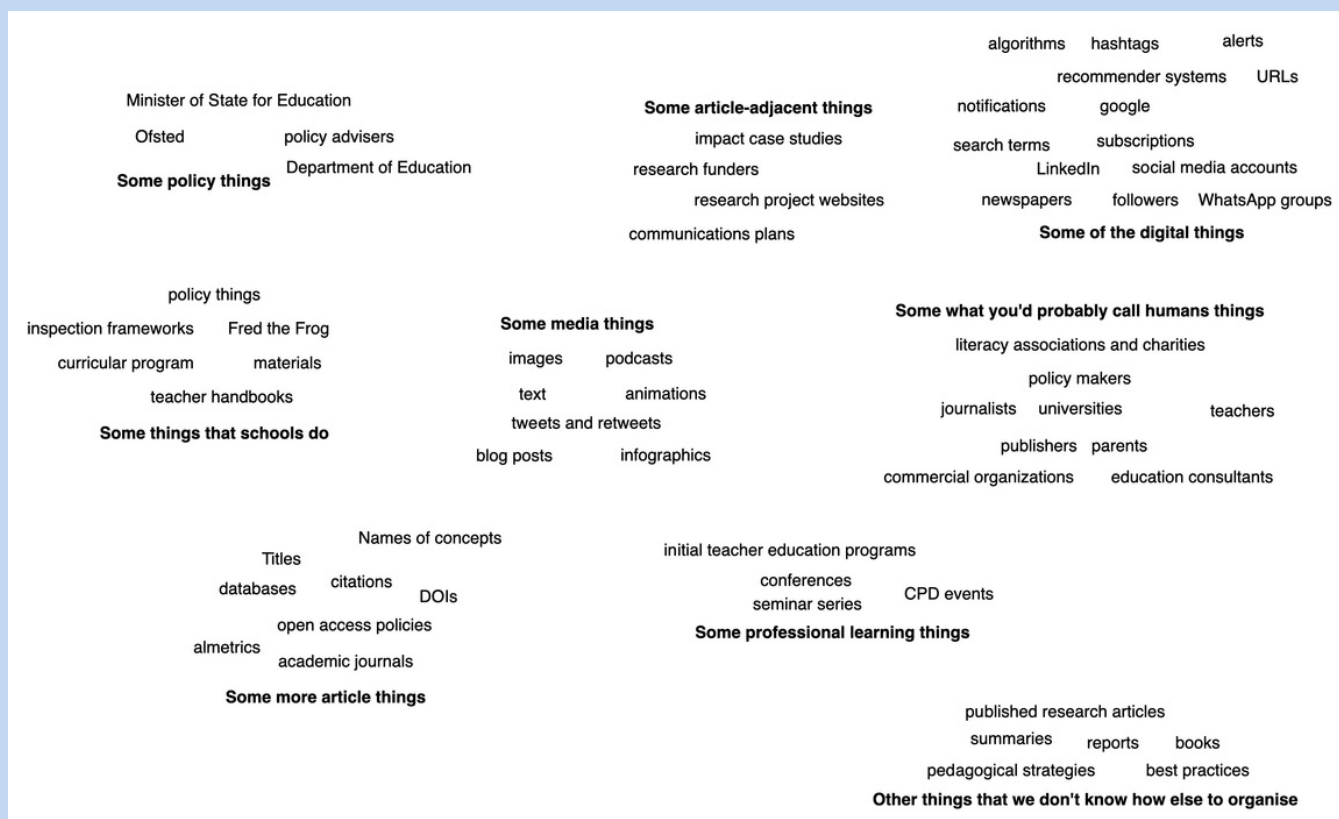 Minister of State for Education
Ofsted policy advisers
Department of Education
Some policy things
Some article-adjacent things
impact case studies
research funders
research project websites
communications plans
algorithms hashtags alerts
recommender systems URLs
notifications google
search terms subscriptions
LinkedIn social media accounts
newspapers followers WhatsApp groups
Some of the digital things
policy things
inspection frameworks Fred the Frog
curricular program materials
teacher handbooks
Some things that schools do
Some media things
images podcasts
text animations
tweets and retweets
blog posts infographics
Some what you'd probably call humans things
literacy associations and charities
policy makers
journalists universities teachers
publishers parents
commercial organizations education consultants
Names of concepts
Titles
databases citations DOIs
open access policies
almetrics
academic journals
Some more article things
initial teacher education programs
conferences
CPD events
seminar series
Some professional learning things
published research articles
summaries reports books
pedagogical strategies best practices
Other things that we don't know how else to organise